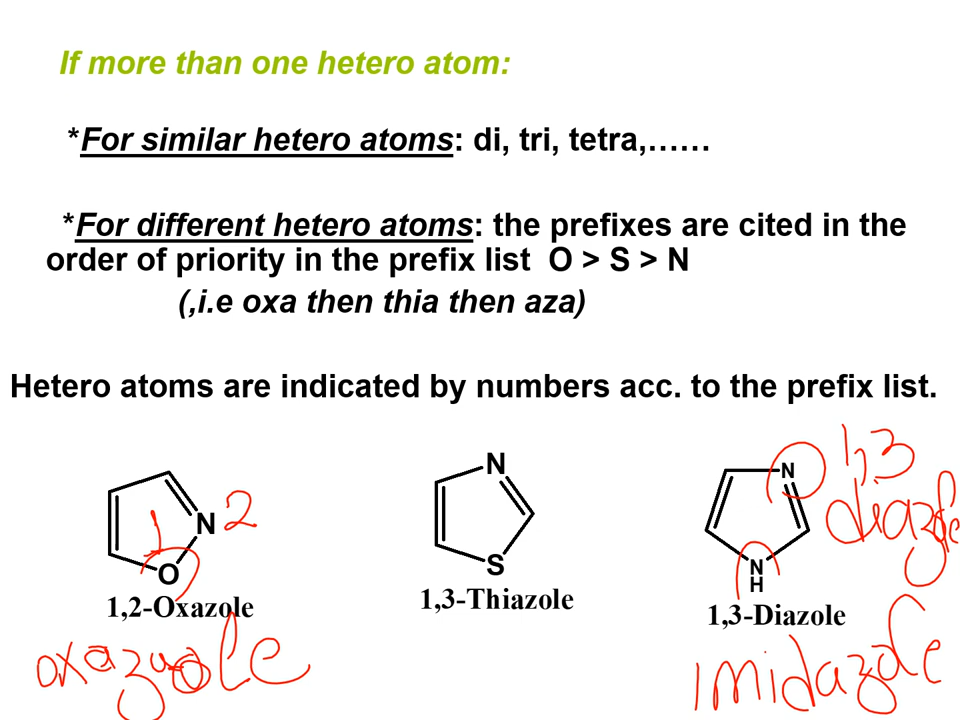 If more than one hetero atom:
*For similar hetero atoms: di, tri, tetra,......
*For different hetero atoms: the prefixes are cited in the
order of priority in the prefix list O > S > N
(,i.e oxa then thia then aza)
Hetero atoms are indicated by numbers acc. to the prefix list.
1,3
diazole
N
N
1
N 2
O
S
N
H
1,2-Oxazole
1,3-Thiazole
1,3-Diazole
oxazole
imidazole